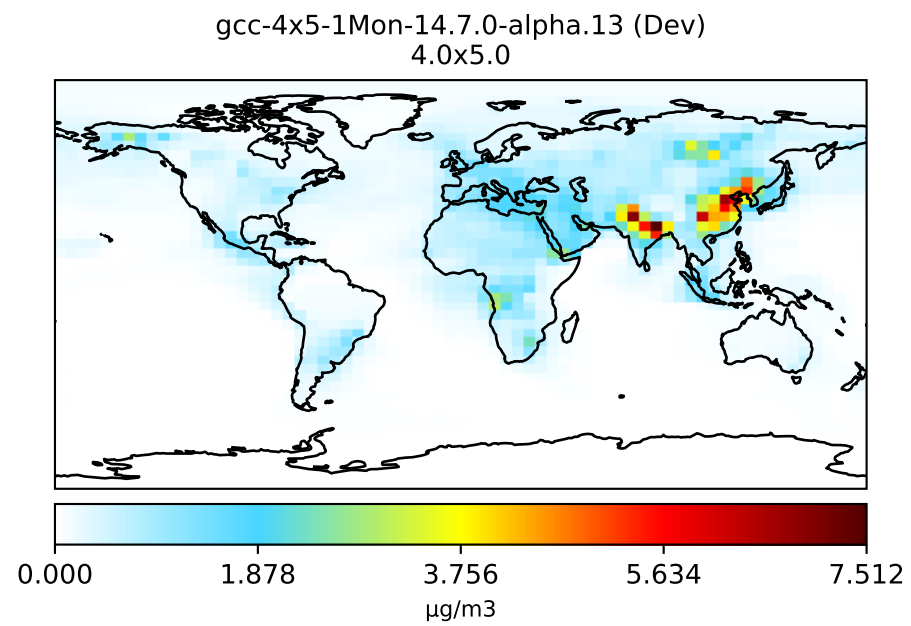 gcc-4x5-1Mon-14.7.0-alpha.13 (Dev)
4.0x5.0
0.000 1.878 3.756 5.634 7.512
μg/m3